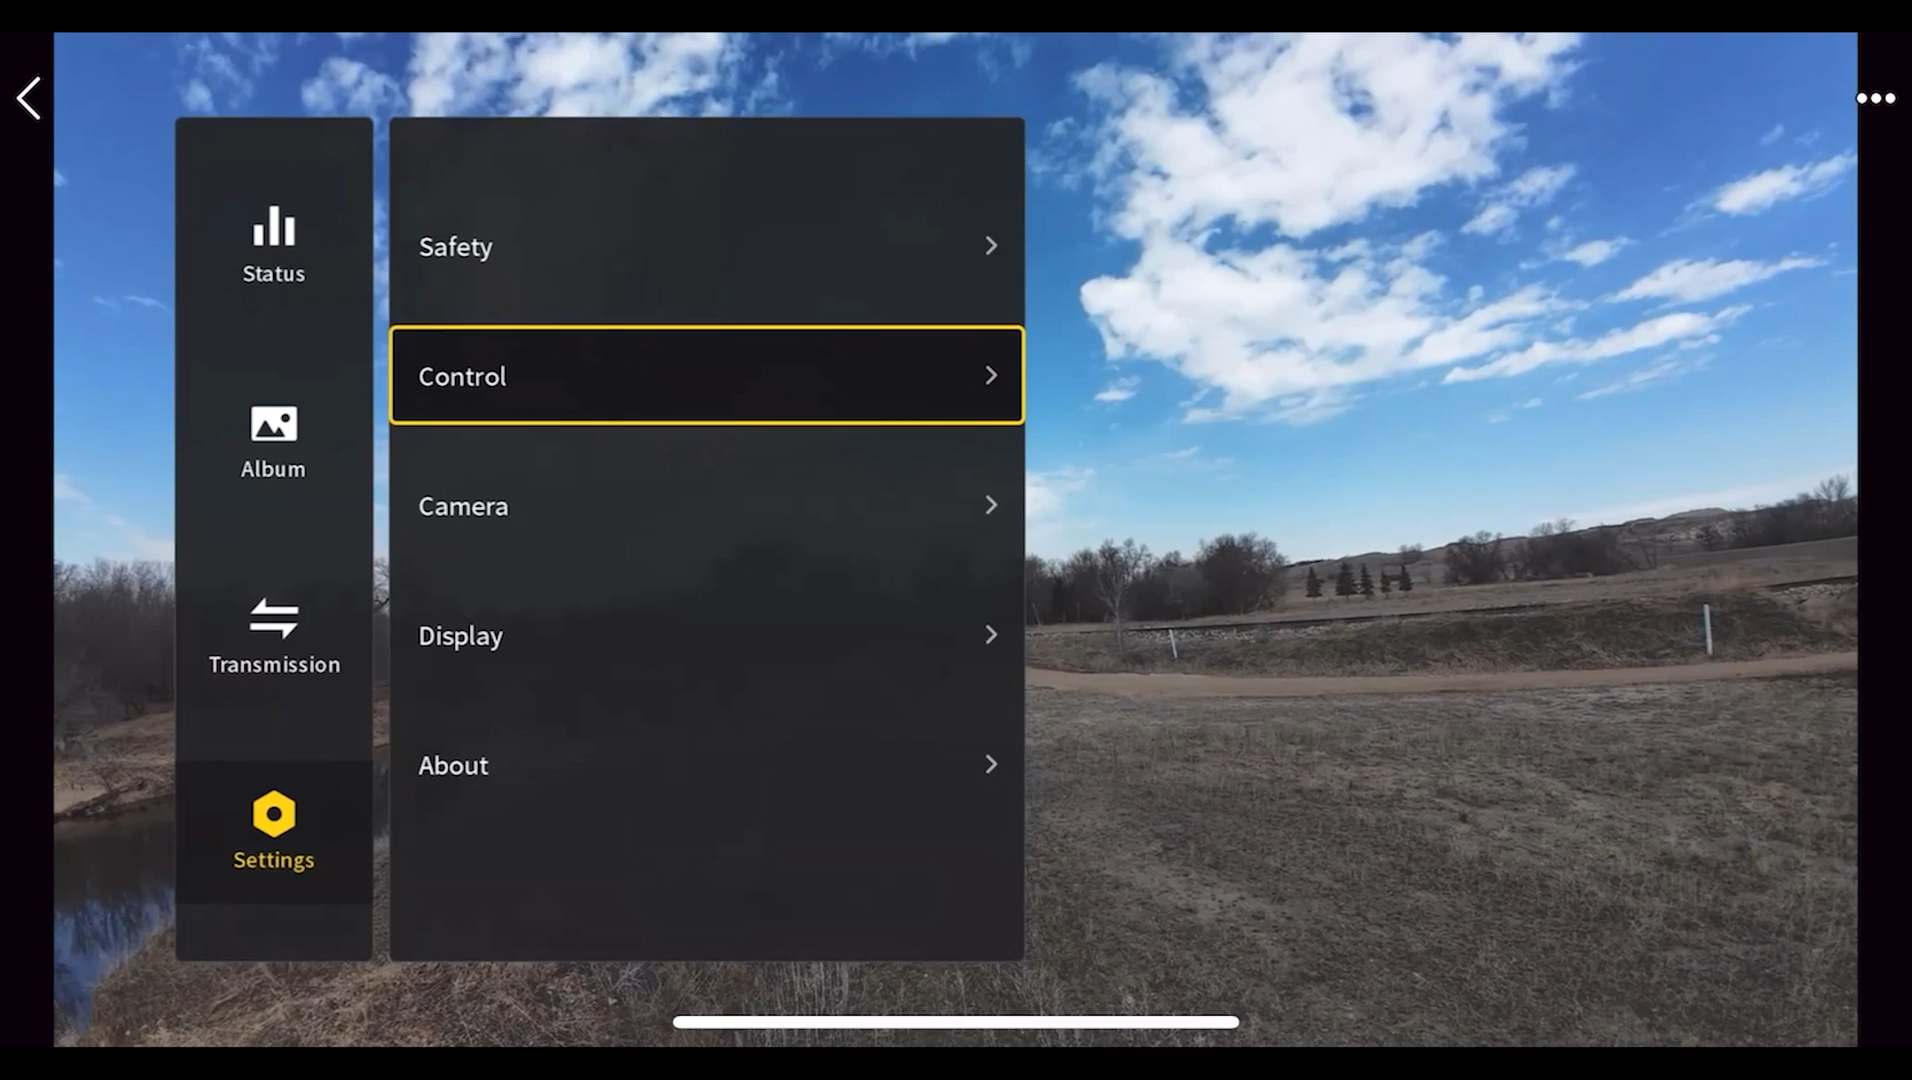 Status
Album
Transmission
Settings
Safety
Control
Camera
Display
About